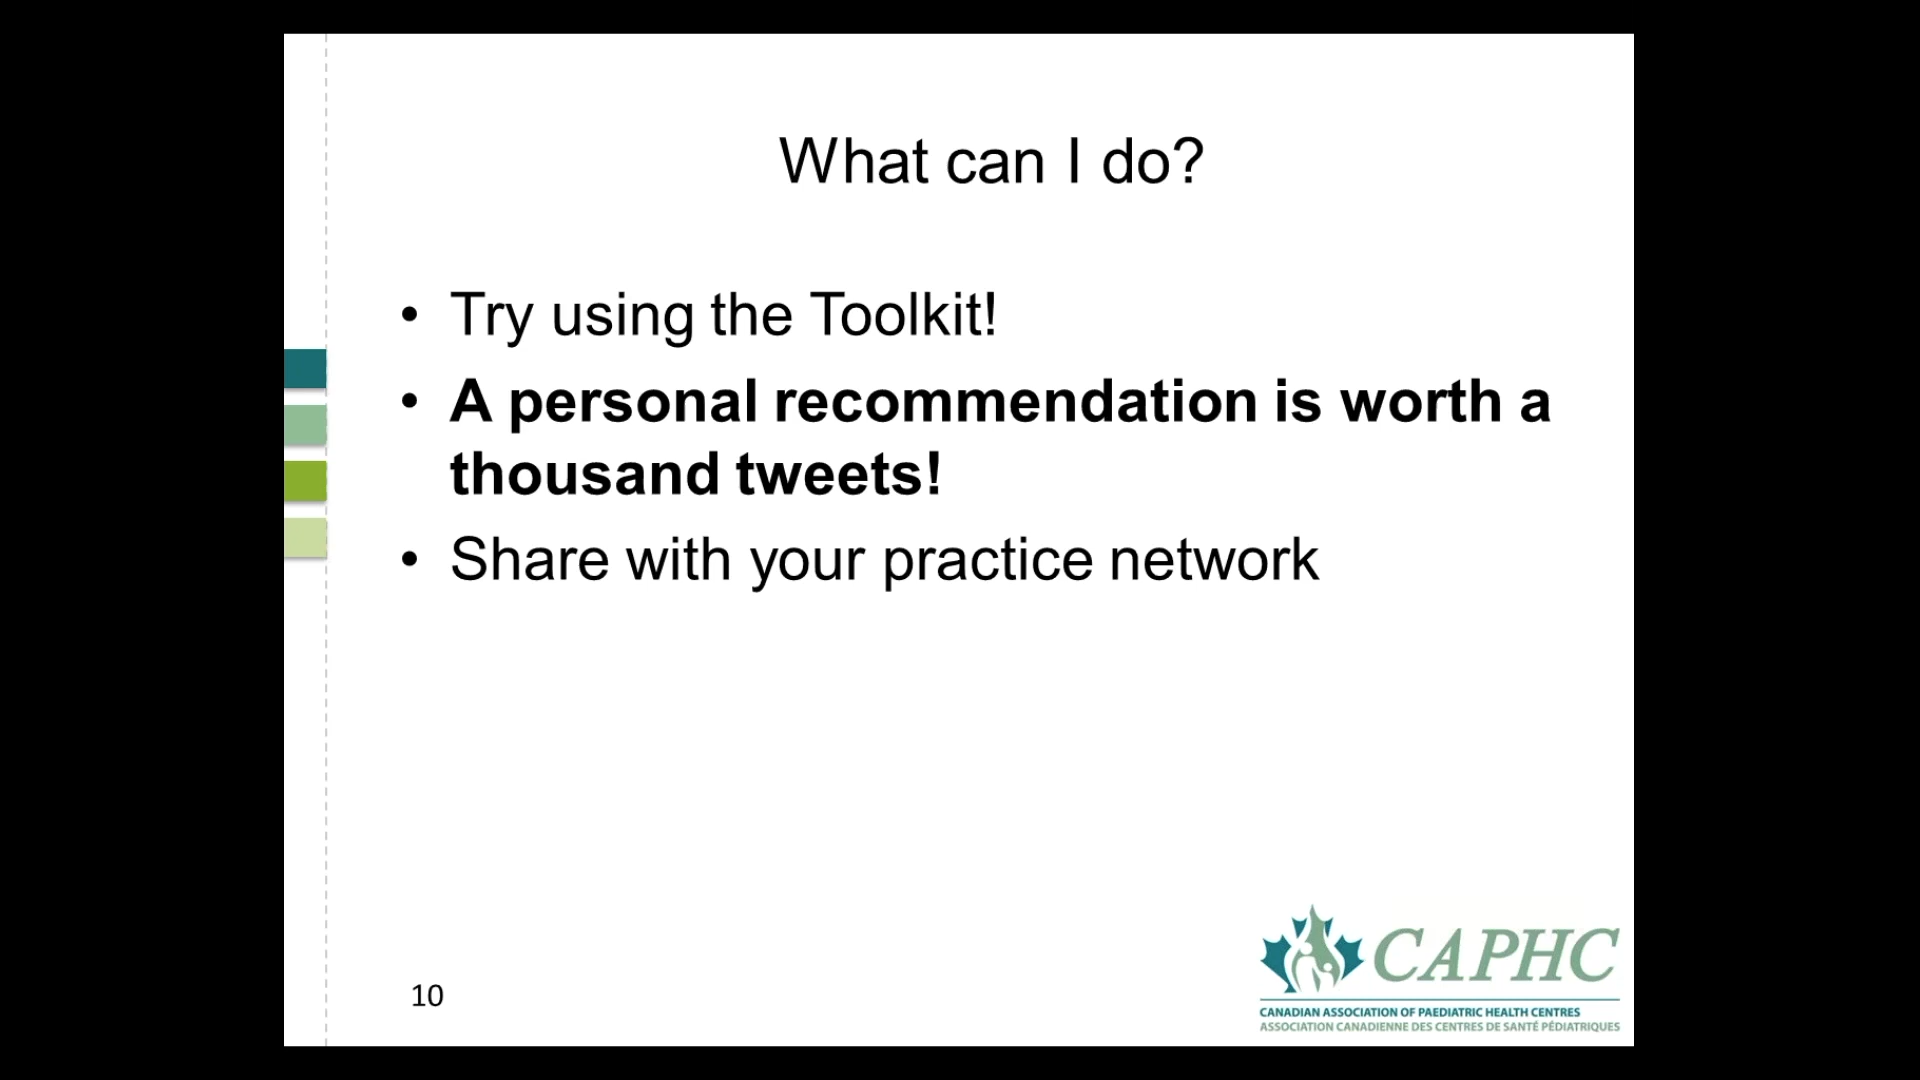 What can I do?
• Try using the Toolkit!
• A personal recommendation is worth a
thousand tweets!
• Share with your practice network
10
CAPHC
CANADIAN ASSOCIATION OF PAEDIATRIC HEALTH CENTRES
ASSOCIATION CANADIENNE DES CENTRES DE SANTÉ PÉDIATRIQUES